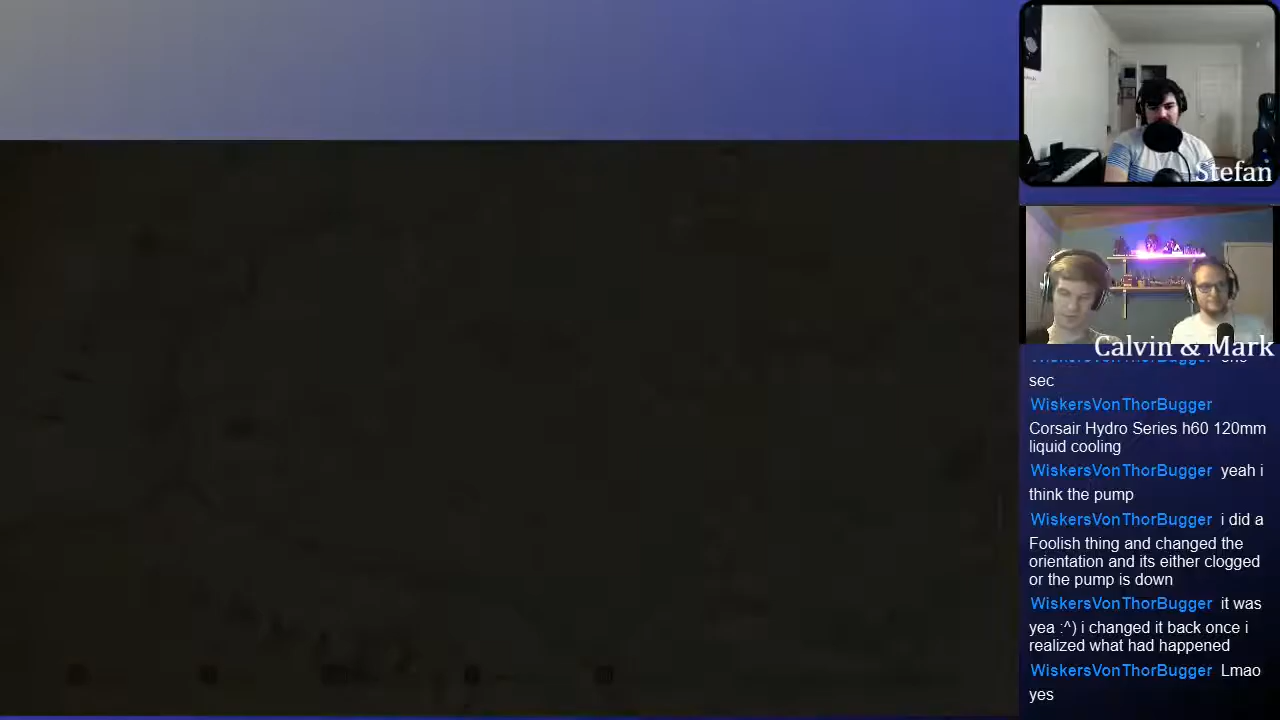 Stefan
Calvin & Mark
sec
WiskersVonThorBugger
Corsair Hydro Series h60 120mm
liquid cooling
WiskersVonThorBugger yeah i
think the pump
WiskersVonThorBugger i did a
Foolish thing and changed the
orientation and its either clogged
or the pump is down
WiskersVonThorBugger it was
yea :^) i changed it back once i
realized what had happened
WiskersVonThorBugger Lmao
yes